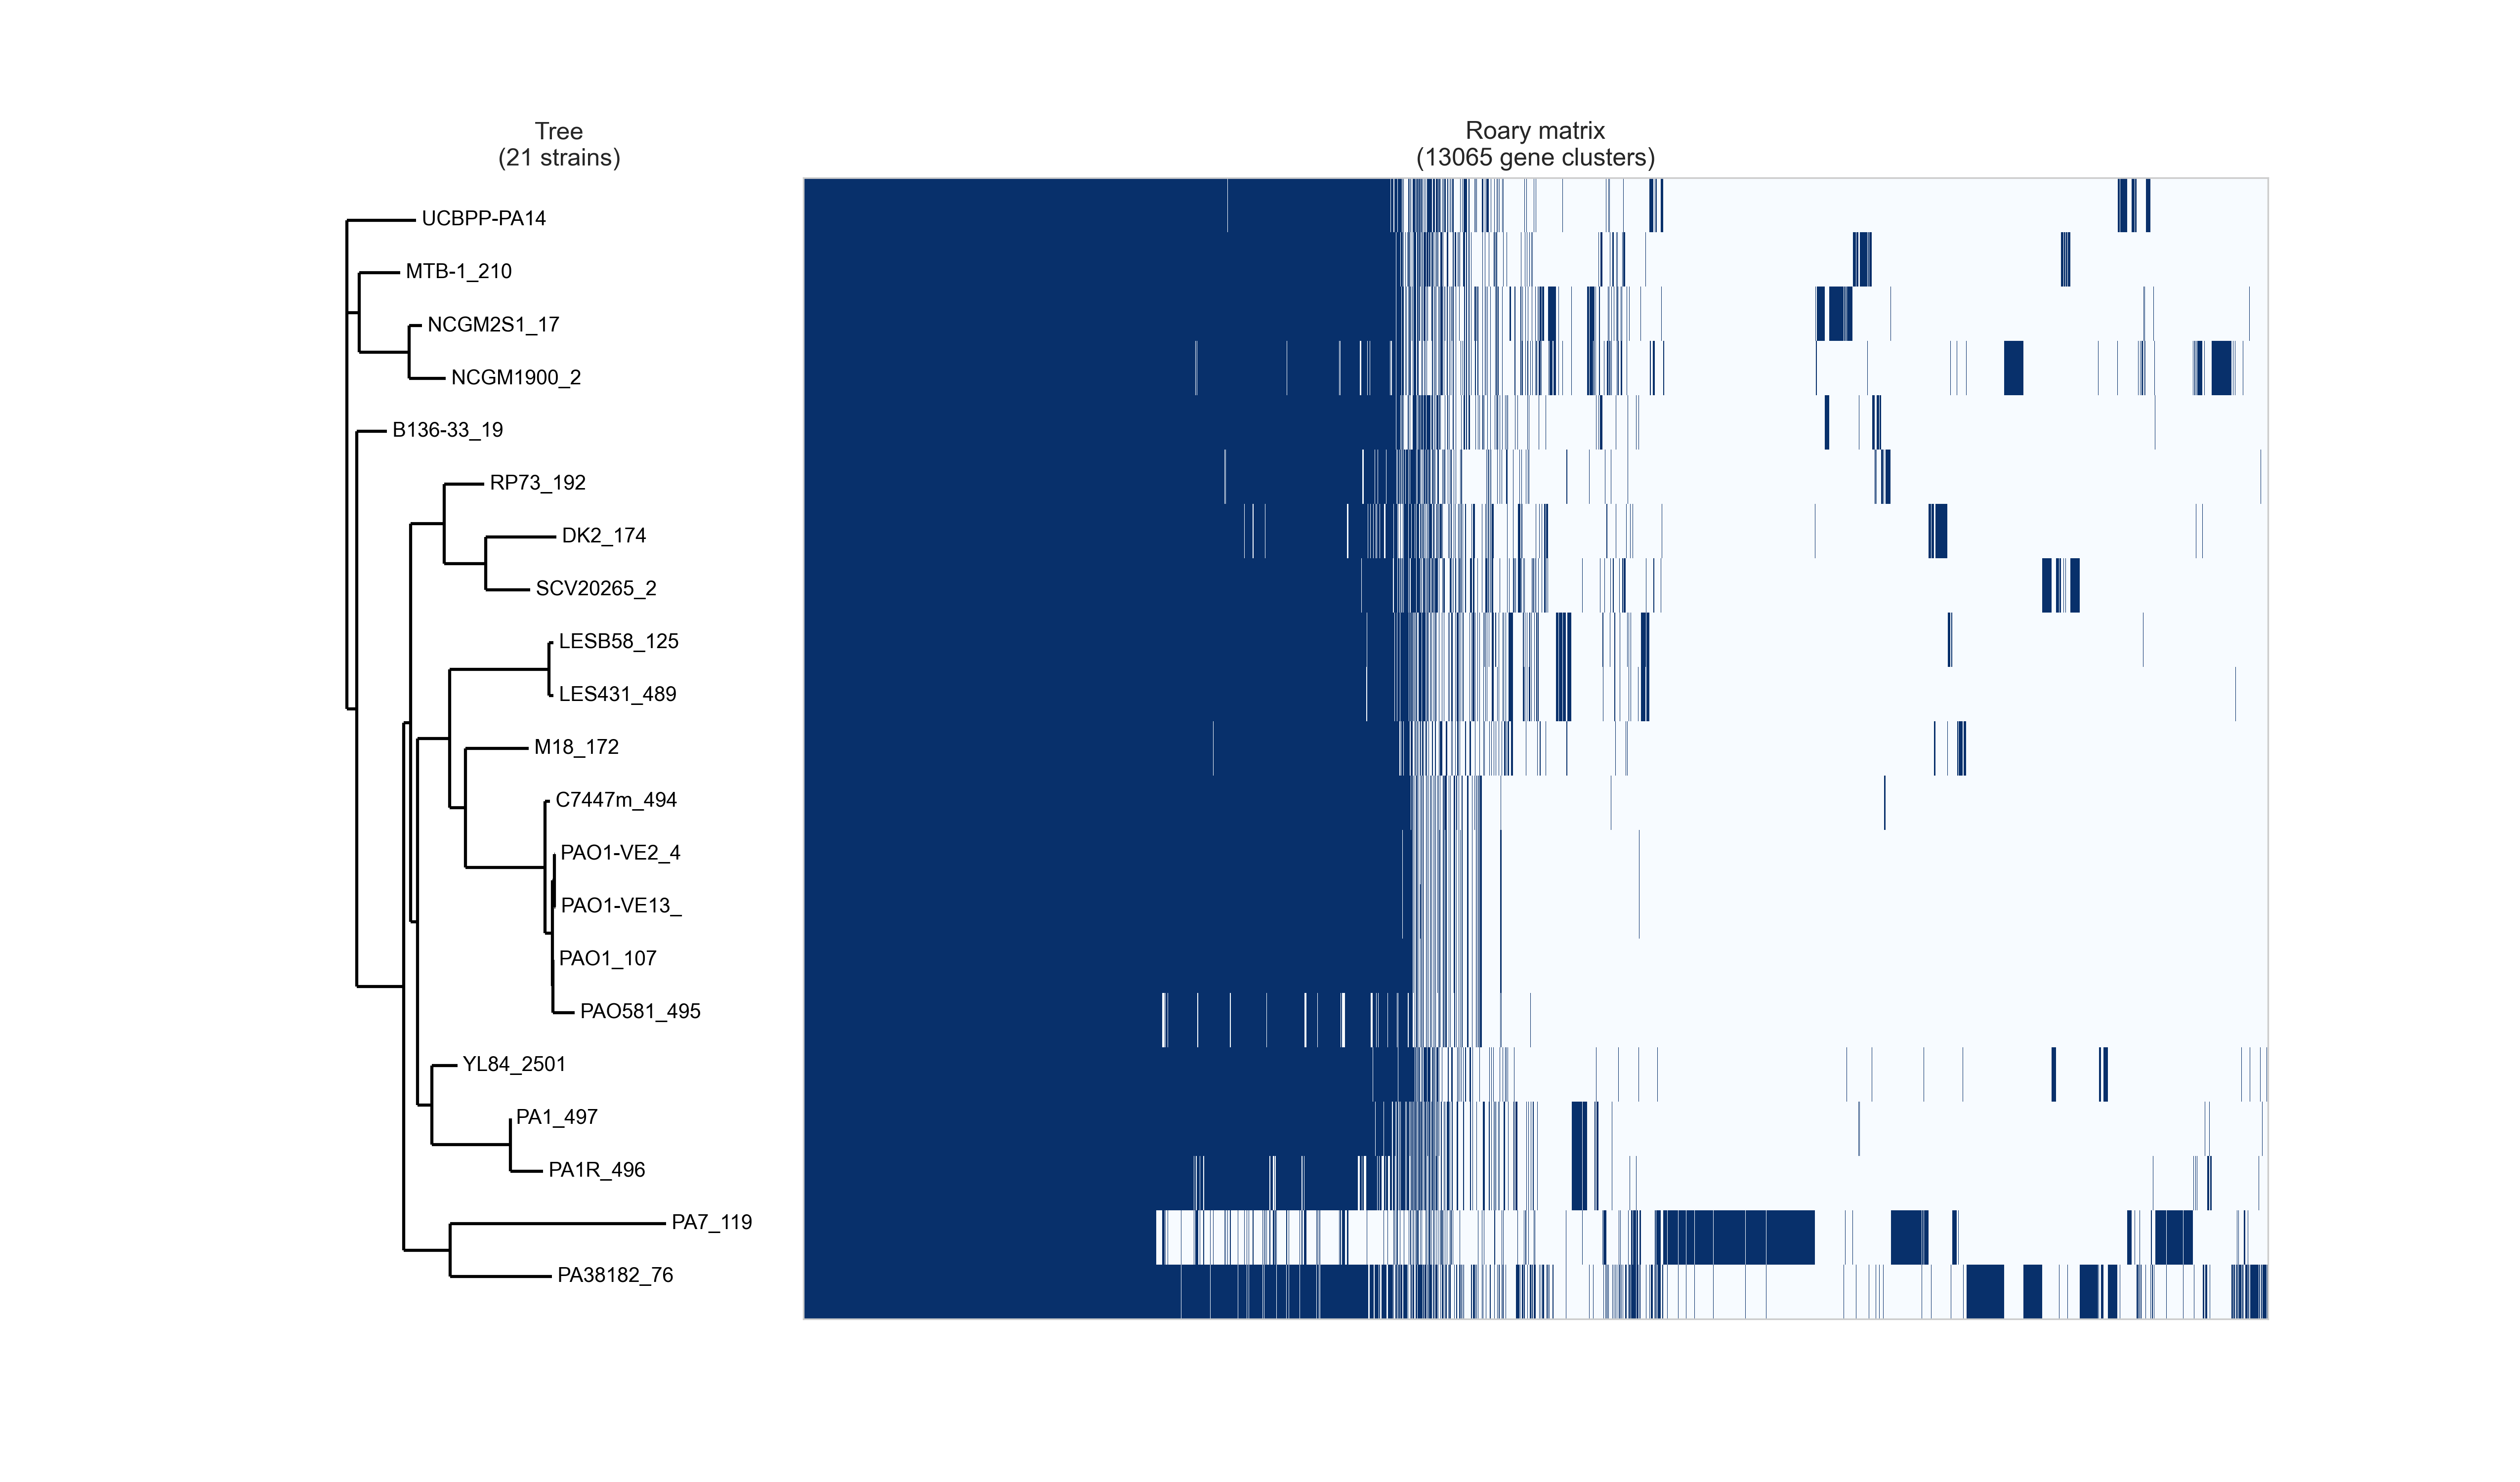 Tree
(21 strains)
Roary matrix
(13065 gene clusters)
UCBPP-PA14
MTB-1_210
NCGM2S1_17
NCGM1900_2
B136-33_19
RP73_192
DK2_174
SCV20265_2
LESB58_125
LES431_489
M18_172
C7447m_494
PAO1-VE2_4
PAO1-VE13_
PAO1_107
PAO581_495
YL84_2501
PA1_497
PA1R_496
PA7_119
PA38182_76